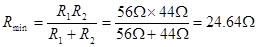 R_min = R₁R₂ / (R₁ + R₂) = 56Ω × 44Ω / (56Ω + 44Ω) = 24.64Ω